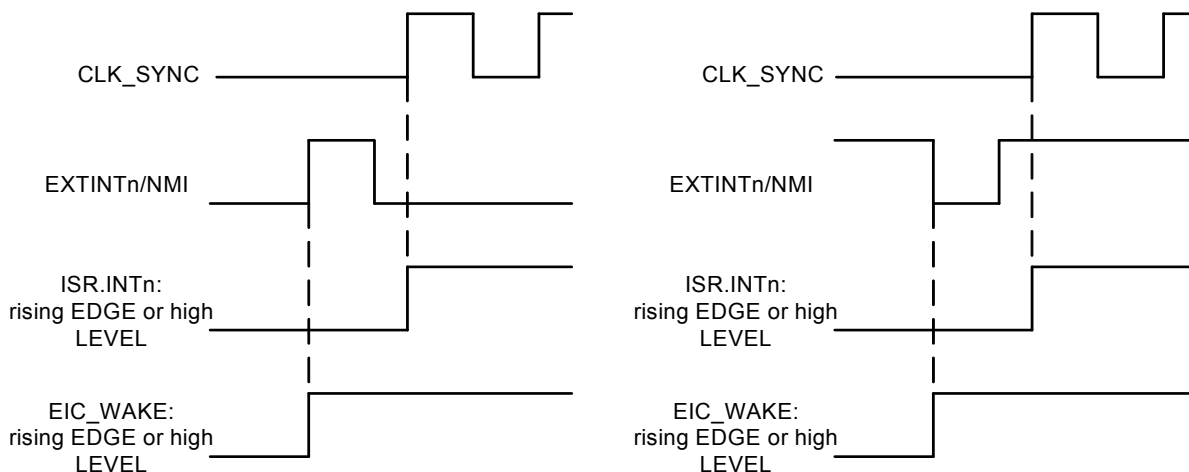 CLK_SYNC
EXTINTn/NMI
ISR.INTn:
rising EDGE or high
LEVEL
EIC_WAKE:
rising EDGE or high
LEVEL
CLK_SYNC
EXTINTn/NMI
ISR.INTn:
rising EDGE or high
LEVEL
EIC_WAKE:
rising EDGE or high
LEVEL